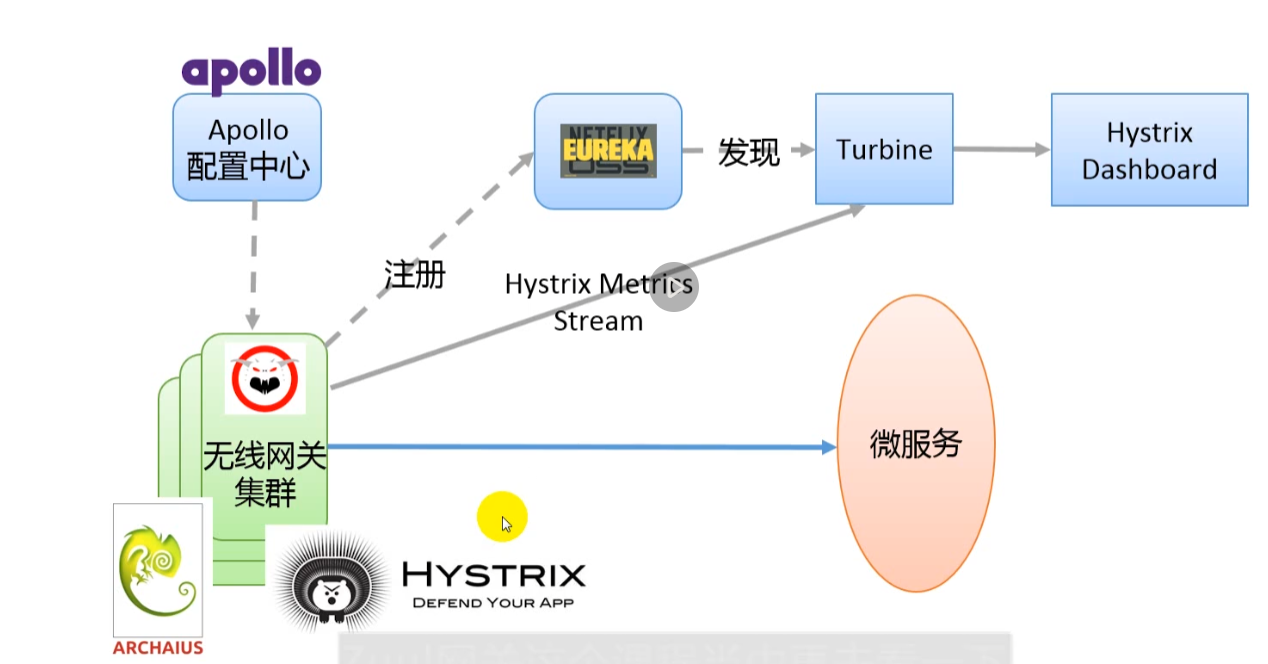 apollo
Apollo
配置中心
NETFLIX
EUREKA
OSS
发现
Turbine
Hystrix
Dashboard
注册
Hystrix Metrics
Stream
无线网关
集群
微服务
ARCHAIUS
HYSTRIX
DEFEND YOUR APP